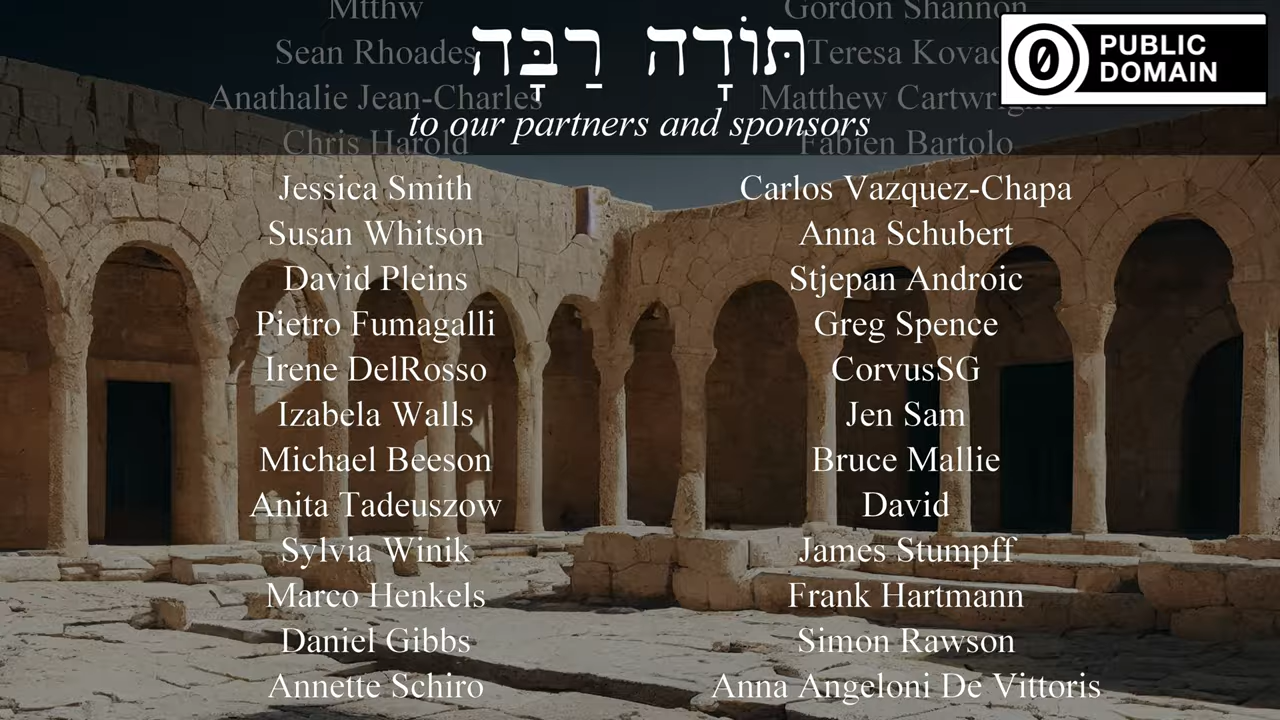 Mtthw
Gordon Shannon
תּוֹדָה רַבָּה
Sean Rhoades
Teresa
Anathalie Jean-Charles
Matthew Cartwright
to our partners and sponsors
Chris Harold
Fabien Bartolo
PUBLIC
DOMAIN
Jessica Smith
Carlos Vazquez-Chapa
Susan Whitson
Anna Schubert
David Pleins
Stjepan Androic
Pietro Fumagalli
Greg Spence
Irene DelRosso
CorvusSG
Izabela Walls
Jen Sam
Michael Beeson
Bruce Mallie
Anita Tadeuszow
David
Sylvia Winik
James Stumpff
Marco Henkels
Frank Hartmann
Daniel Gibbs
Simon Rawson
Annette Schiro
Anna Angeloni De Vittoris